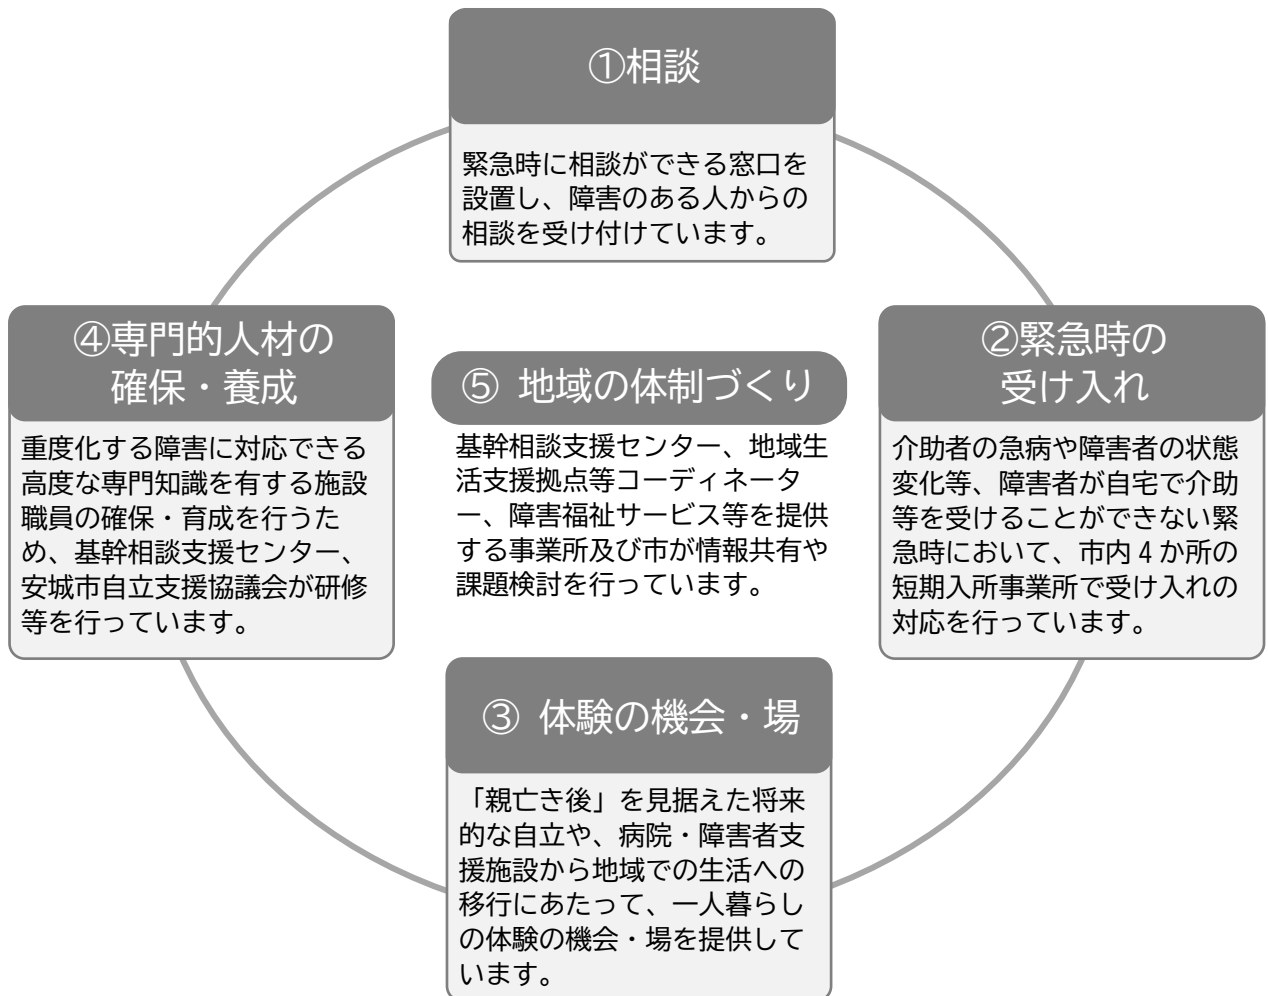 ①相談
緊急時に相談ができる窓口を
設置し、障害のある人からの
相談を受け付けています。
②緊急時の
受け入れ
介助者の急病や障害者の状態
変化等、障害者が自宅で介助
等を受けることができない緊
急時において、市内４か所の
短期入所事業所で受け入れの
対応を行っています。
③ 体験の機会・場
「親亡き後」を見据えた将来
的な自立や、病院・障害者支
援施設から地域での生活への
移行にあたって、一人暮らし
の体験の機会・場を提供して
います。
④専門的人材の
確保・養成
重度化する障害に対応できる
高度な専門知識を有する施設
職員の確保・育成を行うた
め、基幹相談支援センター、
安城市自立支援協議会が研修
等を行っています。
⑤ 地域の体制づくり
基幹相談支援センター、地域生
活支援拠点等コーディネータ
ー、障害福祉サービス等を提供
する事業所及び市が情報共有や
課題検討を行っています。